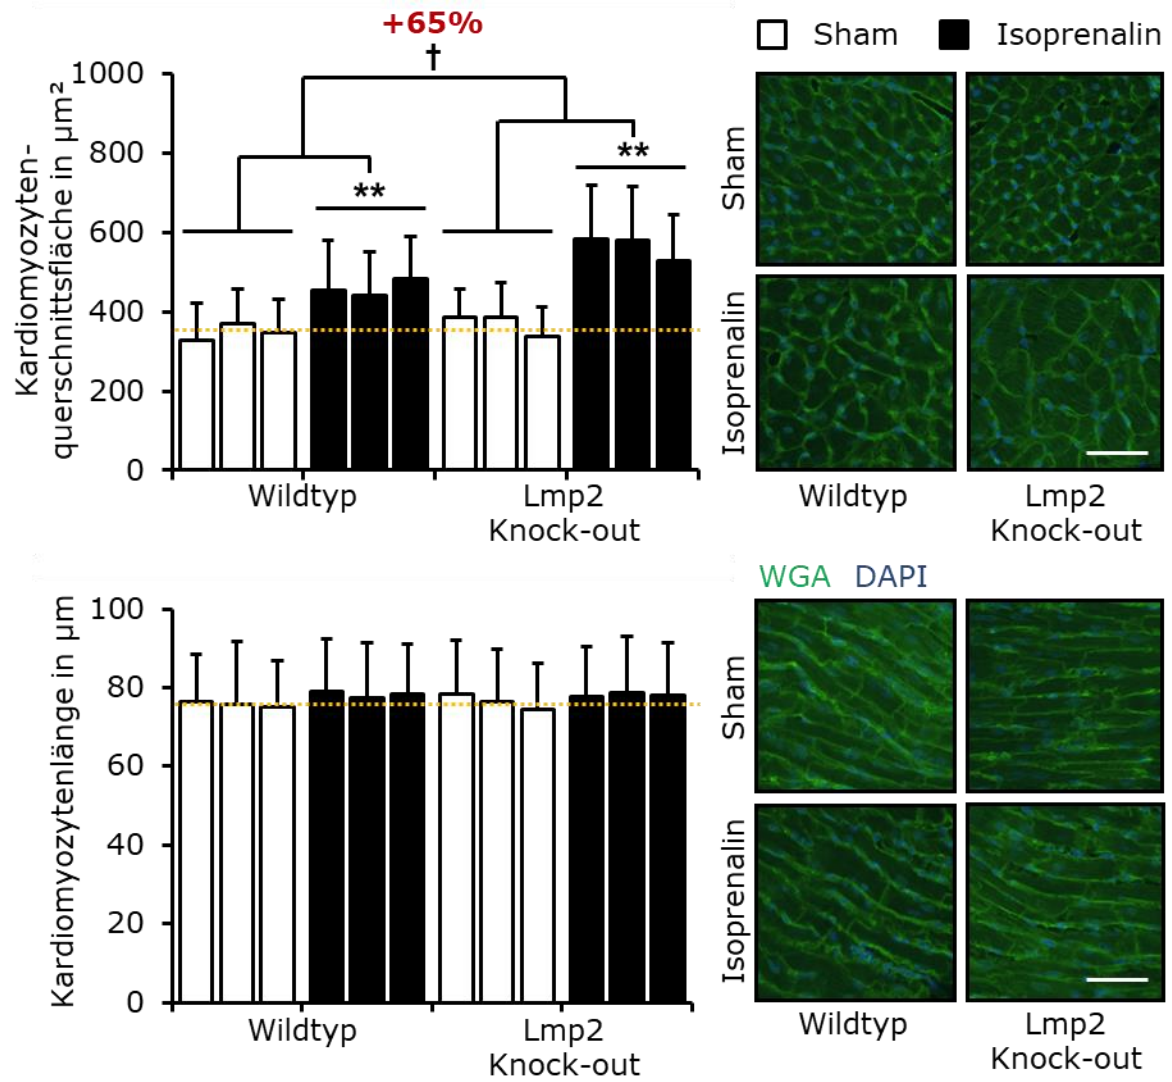 +65%
†
Sham
Isoprenalin
Kardiomyozyten-
querschnittsfläche in µm²
1000
800
600
400
200
0
**
**
Wildtyp
Lmp2
Knock-out
Sham
Isoprenalin
Wildtyp
Lmp2
Knock-out
WGA DAPI
Kardiomyozytenlänge in µm
100
80
60
40
20
0
Wildtyp
Lmp2
Knock-out
Sham
Isoprenalin
Wildtyp
Lmp2
Knock-out